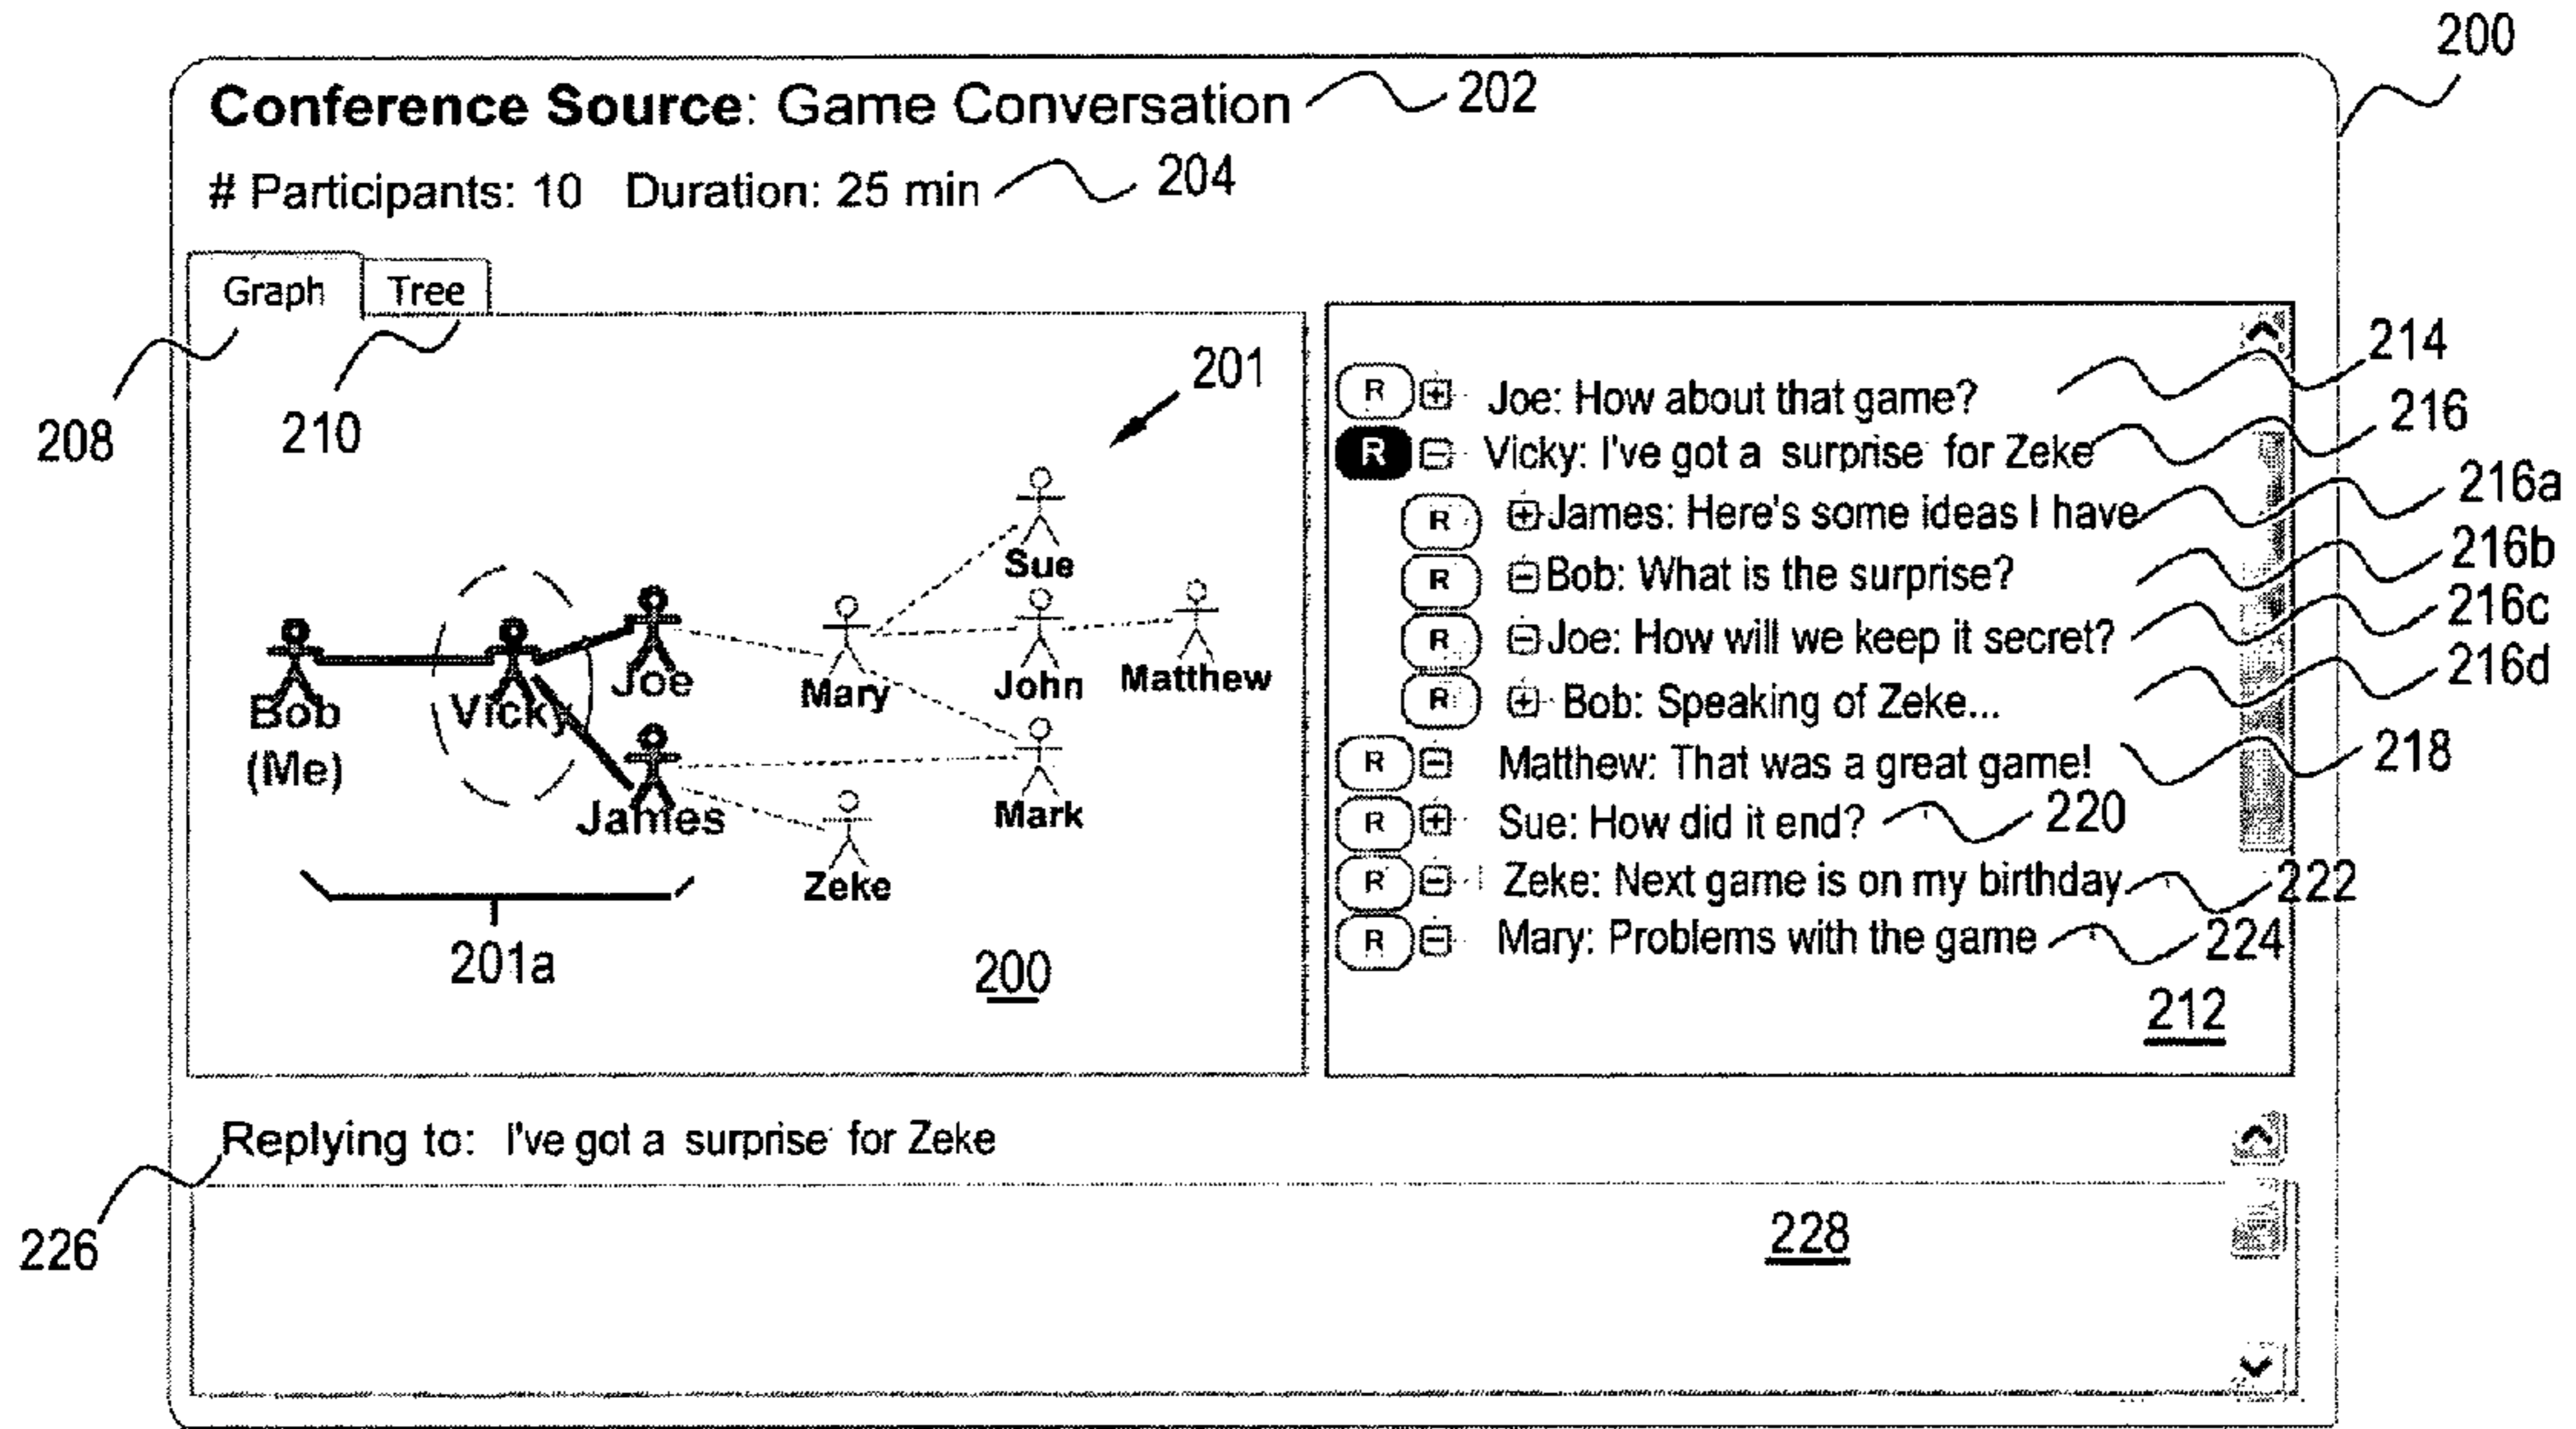 200
Conference Source: Game Conversation 202
# Participants: 10 Duration: 25 min 204
Graph Tree
208
210
201
Sue
Bob
(Me)
Vicky
Joe
James
Mary
John
Matthew
Mark
Zeke
201a
200
R + Joe: How about that game? 214
R − Vicky: I've got a surprise for Zeke 216
R + James: Here's some ideas I have 216a
R − Bob: What is the surprise? 216b
R − Joe: How will we keep it secret? 216c
R + Bob: Speaking of Zeke... 216d
R − Matthew: That was a great game! 218
R + Sue: How did it end? 220
R − Zeke: Next game is on my birthday 222
R − Mary: Problems with the game 224
212
Replying to: I've got a surprise for Zeke
226
228